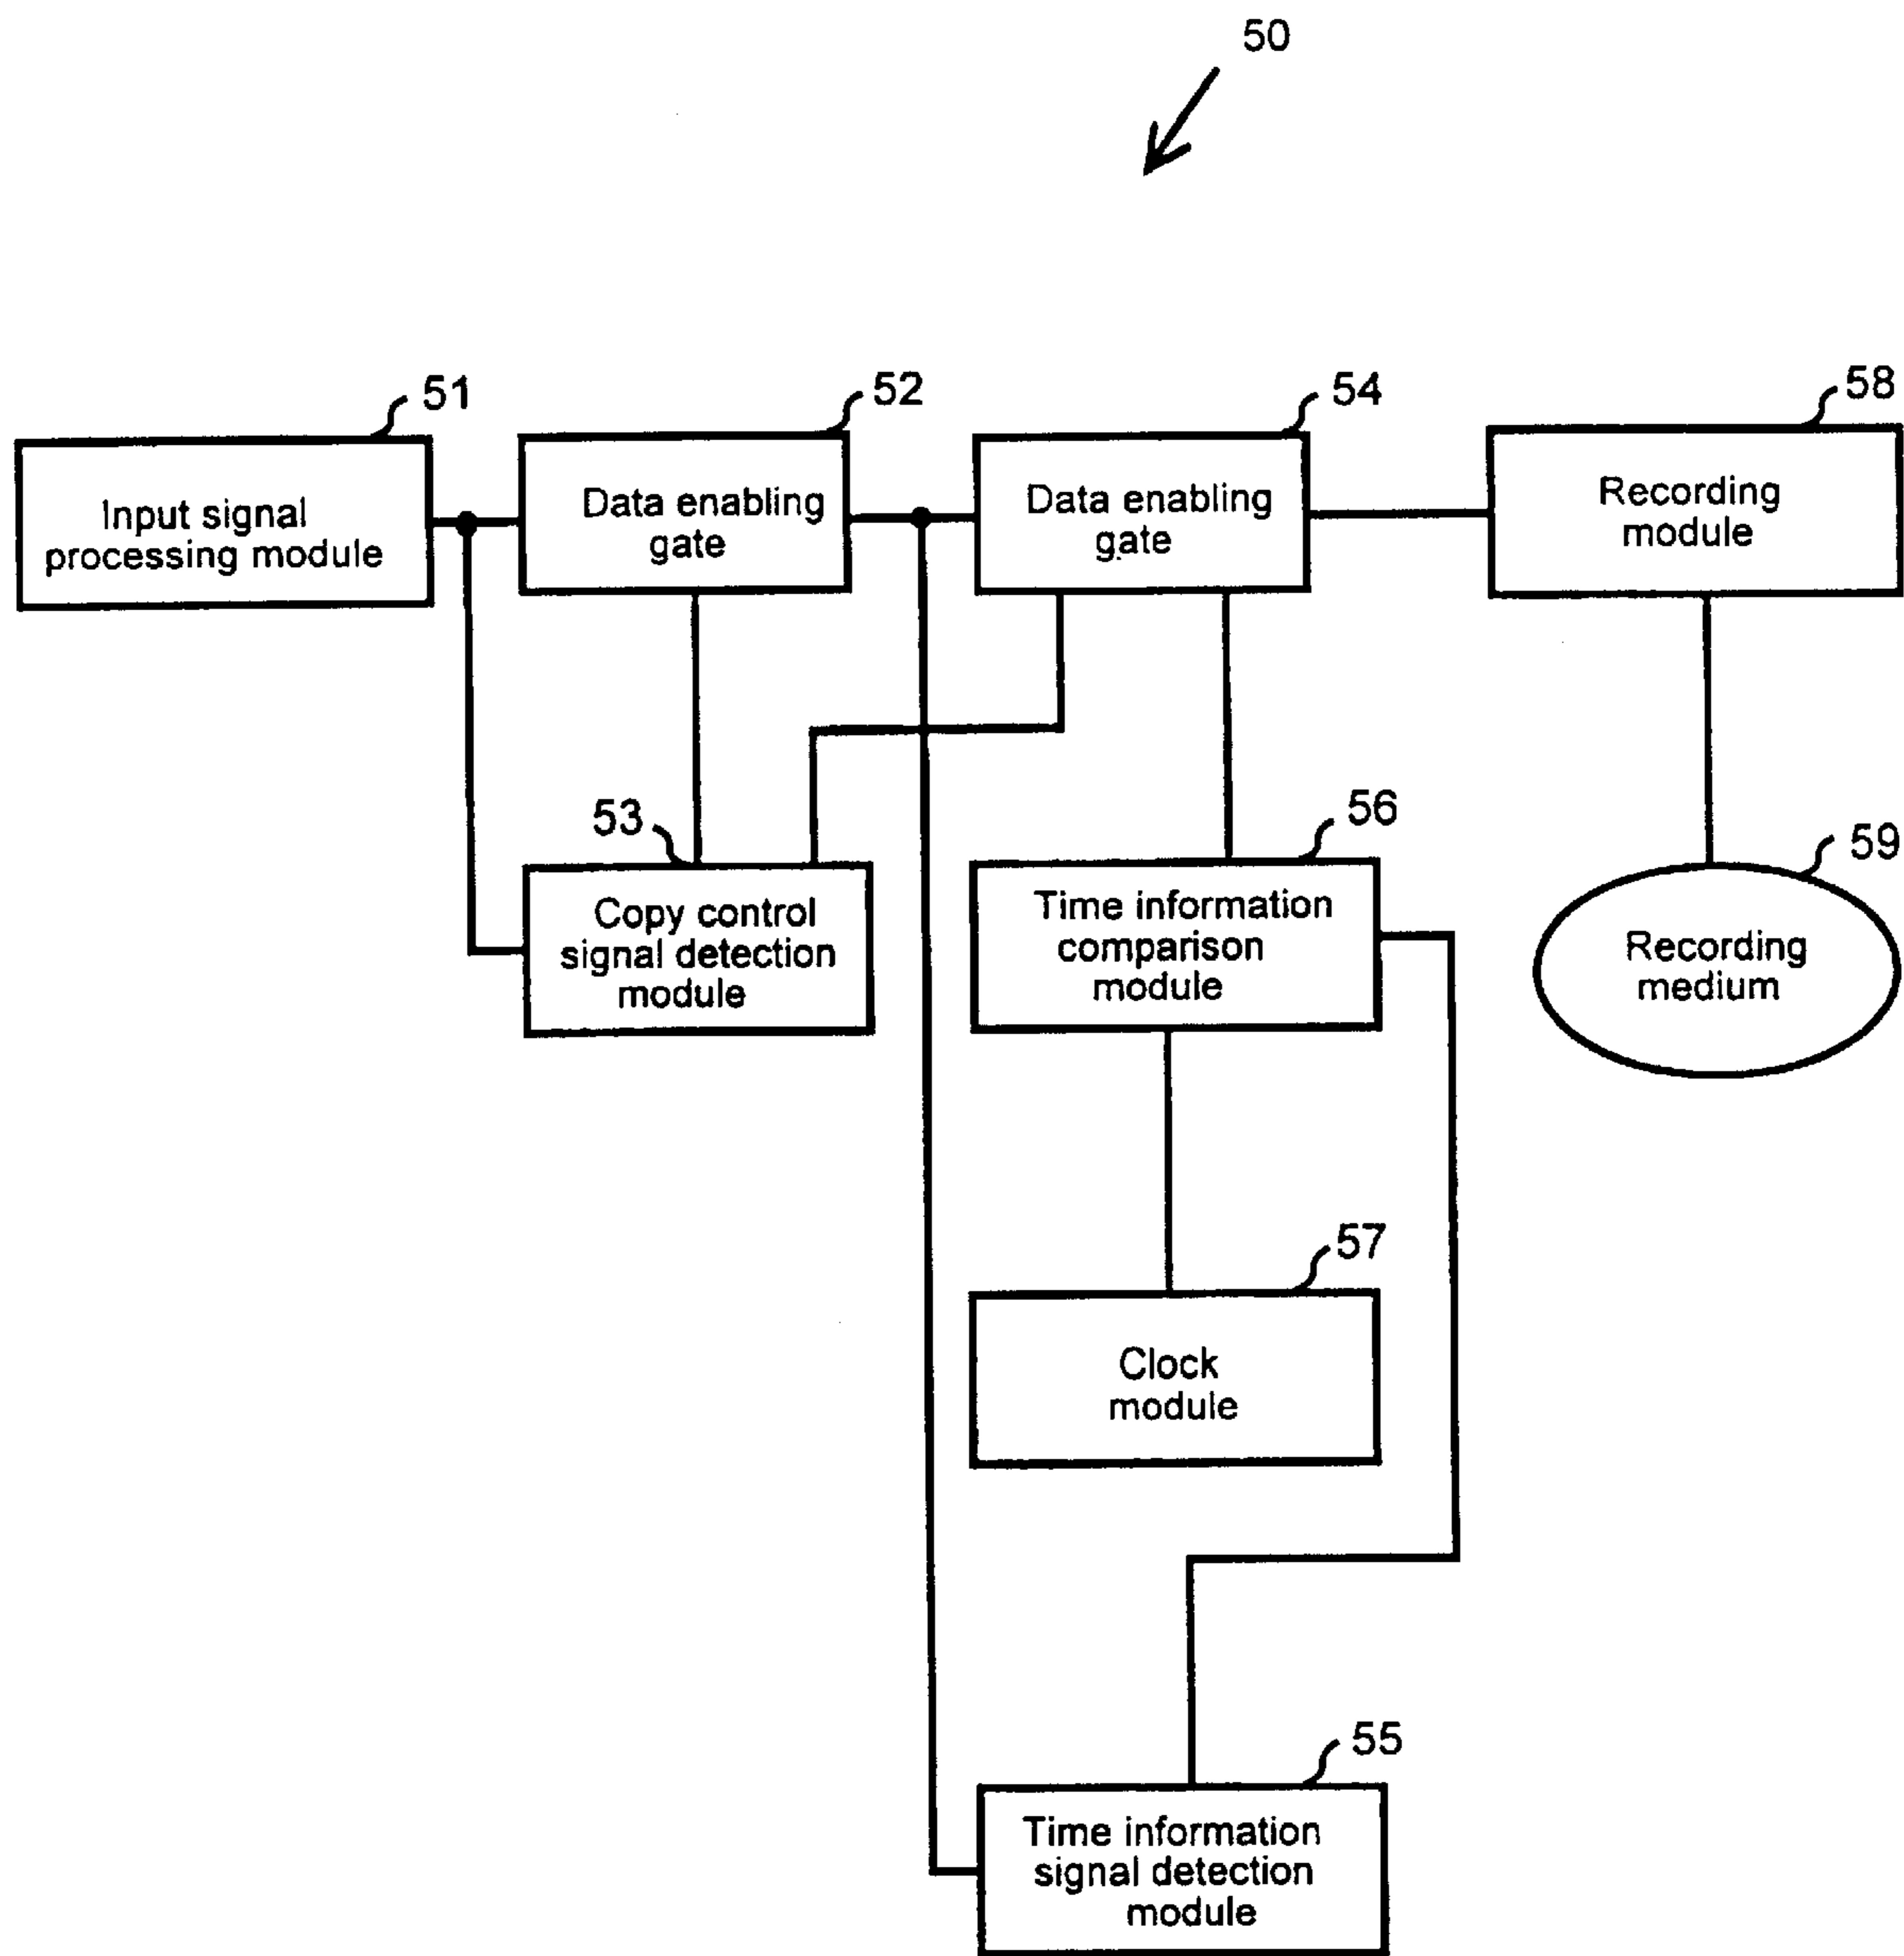 50
51
Input signal
processing module
52
Data enabling
gate
54
Data enabling
gate
58
Recording
module
53
Copy control
signal detection
module
56
Time information
comparison
module
59
Recording
medium
57
Clock
module
55
Time information
signal detection
module